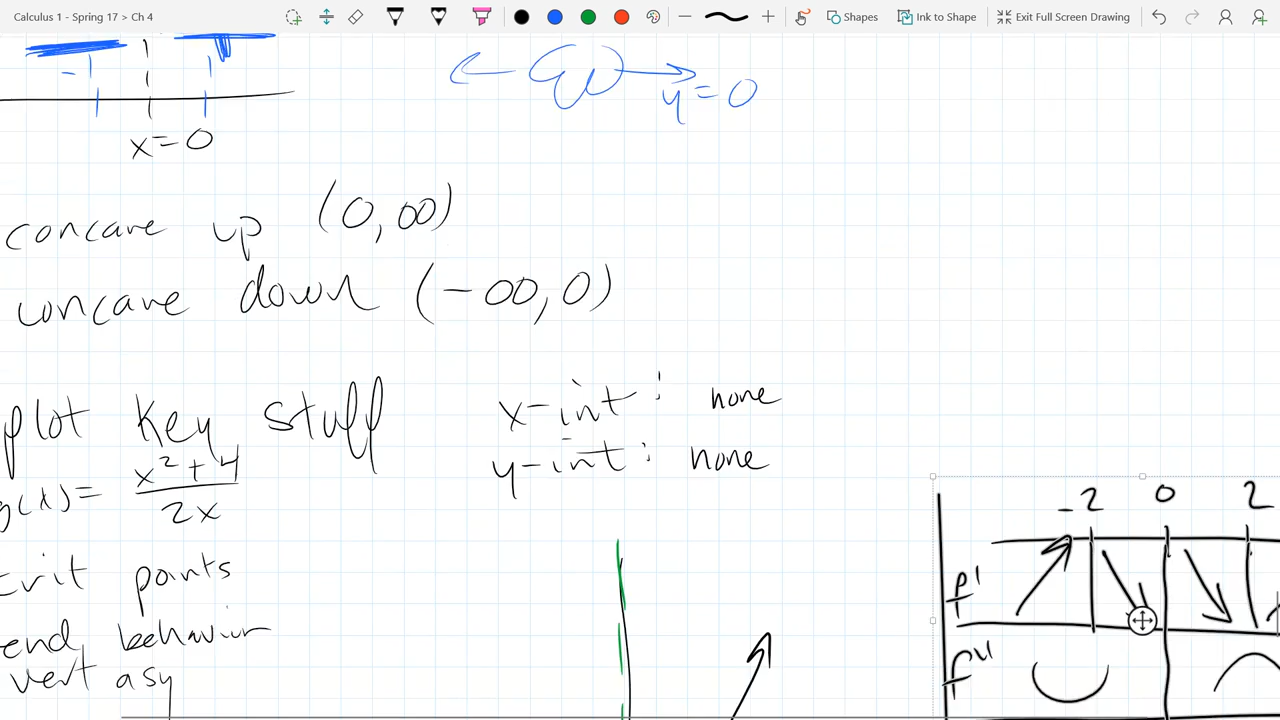 Calculus 1 - Spring 17 > Ch 4
Shapes
Ink to Shape
Exit Full Screen Drawing
-1
1
x=0
y=0
concave up (0,∞)
concave down (-∞,0)
plot key stuff
x-int: none
y-int: none
g(x)= x²+4 / 2x
crit points
end behavior
vert asy
-2 0 2
f'
f"